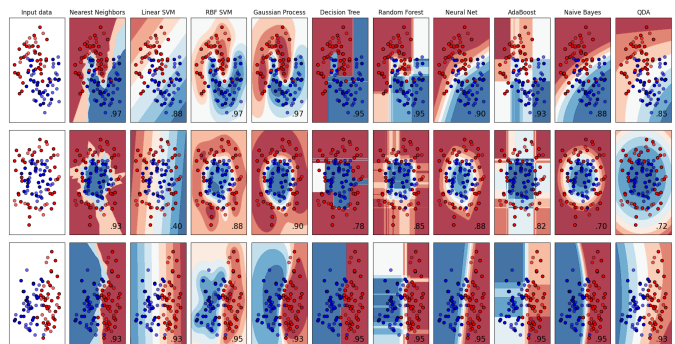 Input data Nearest Neighbors Linear SVM RBF SVM Gaussian Process Decision Tree Random Forest Neural Net AdaBoost Naive Bayes QDA
.97 .88 .97 .97 .95 .95 .90 .93 .88 .85
.93 .40 .88 .90 .78 .85 .88 .82 .70 .72
.93 .93 .95 .93 .95 .95 .95 .95 .95 .93